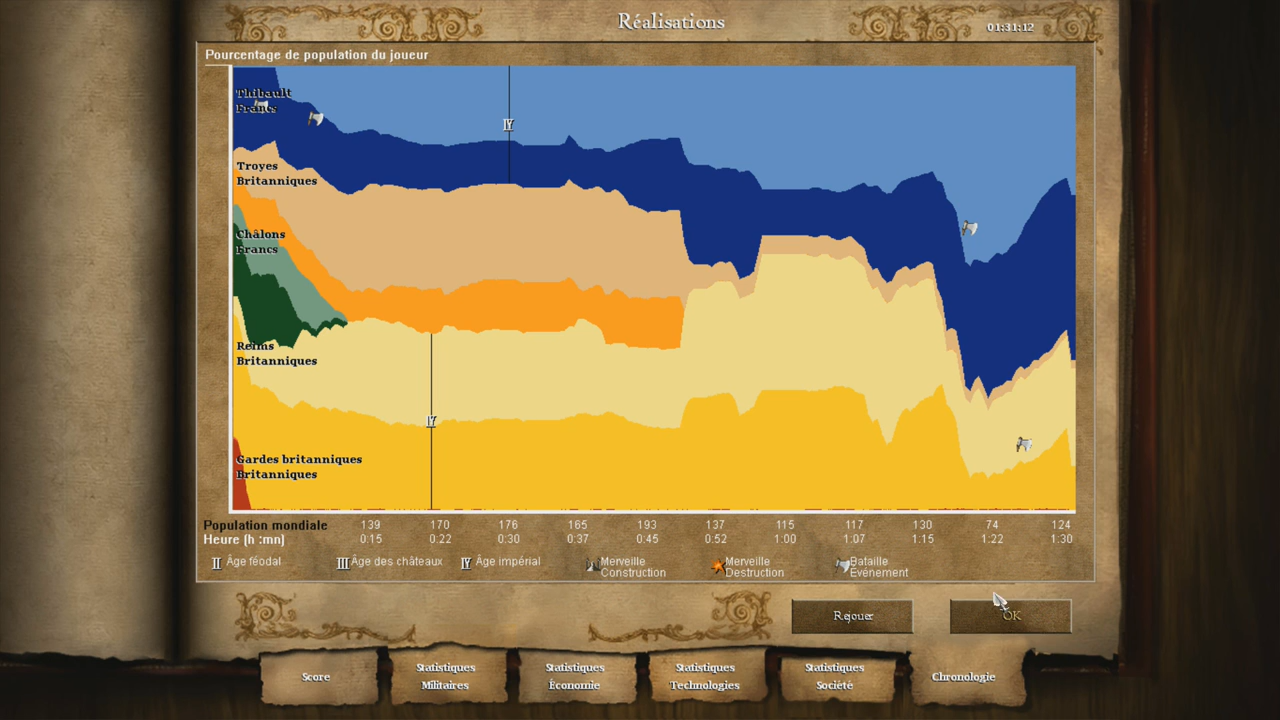 Réalisations
01:31:12
Pourcentage de population du joueur
Thibault
Francs
IV
Troyes
Britanniques
Châlons
Francs
Reims
Britanniques
IV
Gardes britanniques
Britanniques
Population mondiale 139 170 176 165 193 137 115 117 130 74 124
Heure (h :mn) 0:15 0:22 0:30 0:37 0:45 0:52 1:00 1:07 1:15 1:22 1:30
II Âge féodal III Âge des châteaux IV Âge impérial
Merveille
Construction
Merveille
Destruction
Bataille
Événement
Rejouer
OK
Score
Statistiques
Militaires
Statistiques
Économie
Statistiques
Technologies
Statistiques
Société
Chronologie